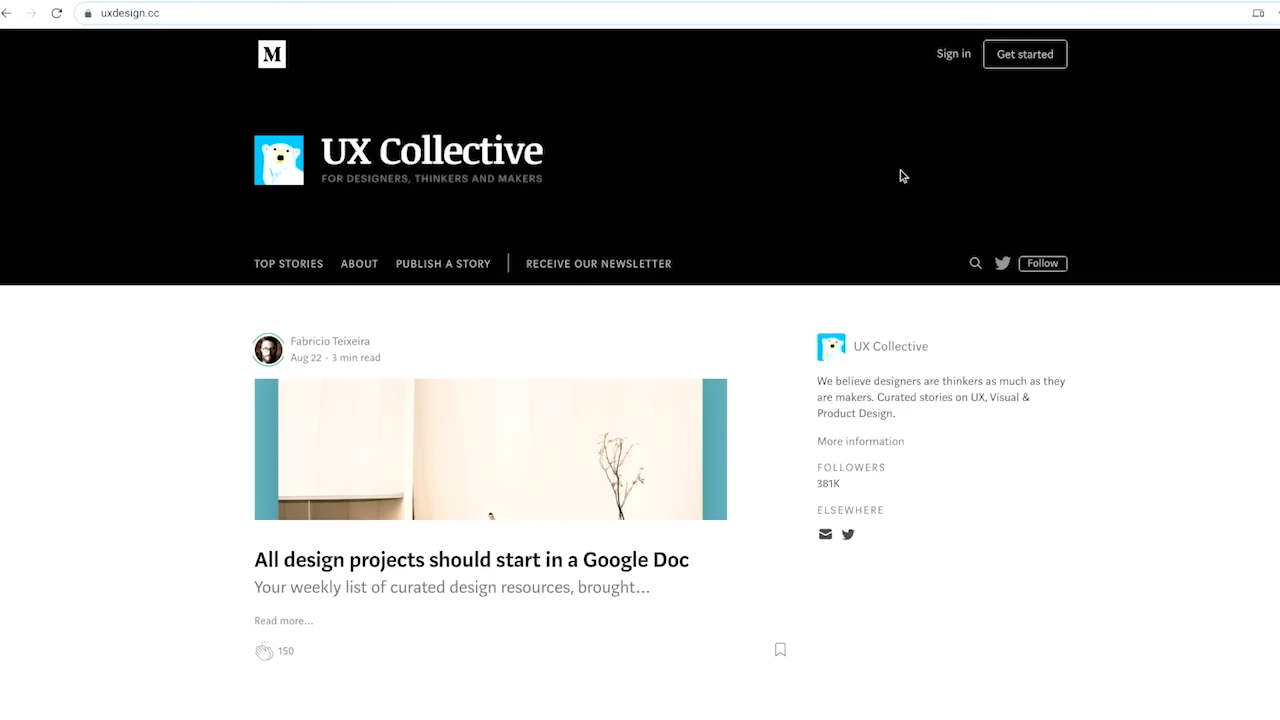 uxdesign.cc
M
Sign in
Get started
UX Collective
FOR DESIGNERS, THINKERS AND MAKERS
TOP STORIES ABOUT PUBLISH A STORY RECEIVE OUR NEWSLETTER
Follow
Fabricio Teixeira
Aug 22 · 3 min read
All design projects should start in a Google Doc
Your weekly list of curated design resources, brought...
Read more...
150
UX Collective
We believe designers are thinkers as much as they
are makers. Curated stories on UX, Visual &
Product Design.
More information
FOLLOWERS
381K
ELSEWHERE